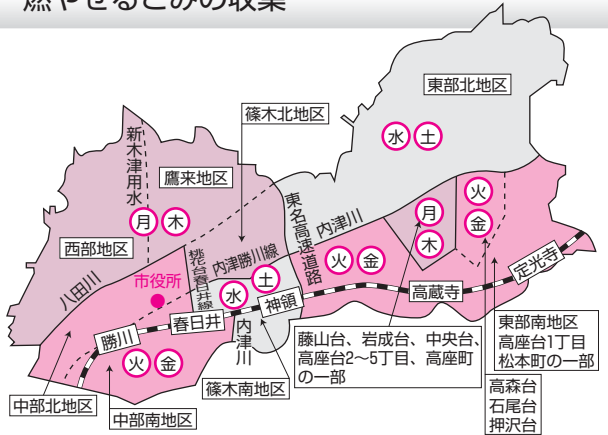 燃やせるごみの収集
東部北地区
篠木北地区
水 土
新木津用水
鷹来地区
東名高速道路
内津川
火
金
月
木
月 木
西部地区
桃花台春日井線
内津勝川線
火 金
八田川
市役所
土
水
定光寺
高蔵寺
神領
春日井
内津川
勝川
火 金
藤山台、岩成台、中央台、
高座台2〜5丁目、高座町
の一部
東部南地区
高座台1丁目
松本町の一部
篠木南地区
高森台
石尾台
押沢台
中部北地区
中部南地区